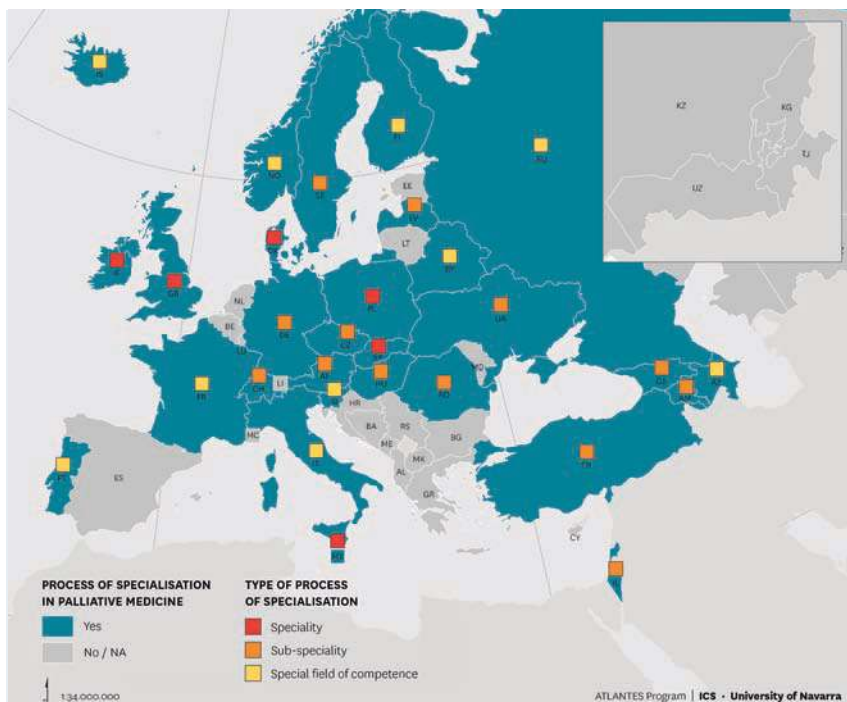 IS
FI
NO
RU
SE
EE
LV
LT
DK
BY
IE
GB
NL
BE
LU
DE
PL
UA
CZ
SK
AT
HU
MD
FR
CH
LI
RO
HR
MC
BA
RS
BG
ME
MK
AL
GR
IT
PT
ES
GE
AM
AZ
TR
CY
KZ
KG
UZ
TJ
PROCESS OF SPECIALISATION
IN PALLIATIVE MEDICINE
Yes
No / NA
TYPE OF PROCESS
OF SPECIALISATION
Speciality
Sub-speciality
Special field of competence
1:34.000.000
ATLANTES Program | ICS · University of Navarra